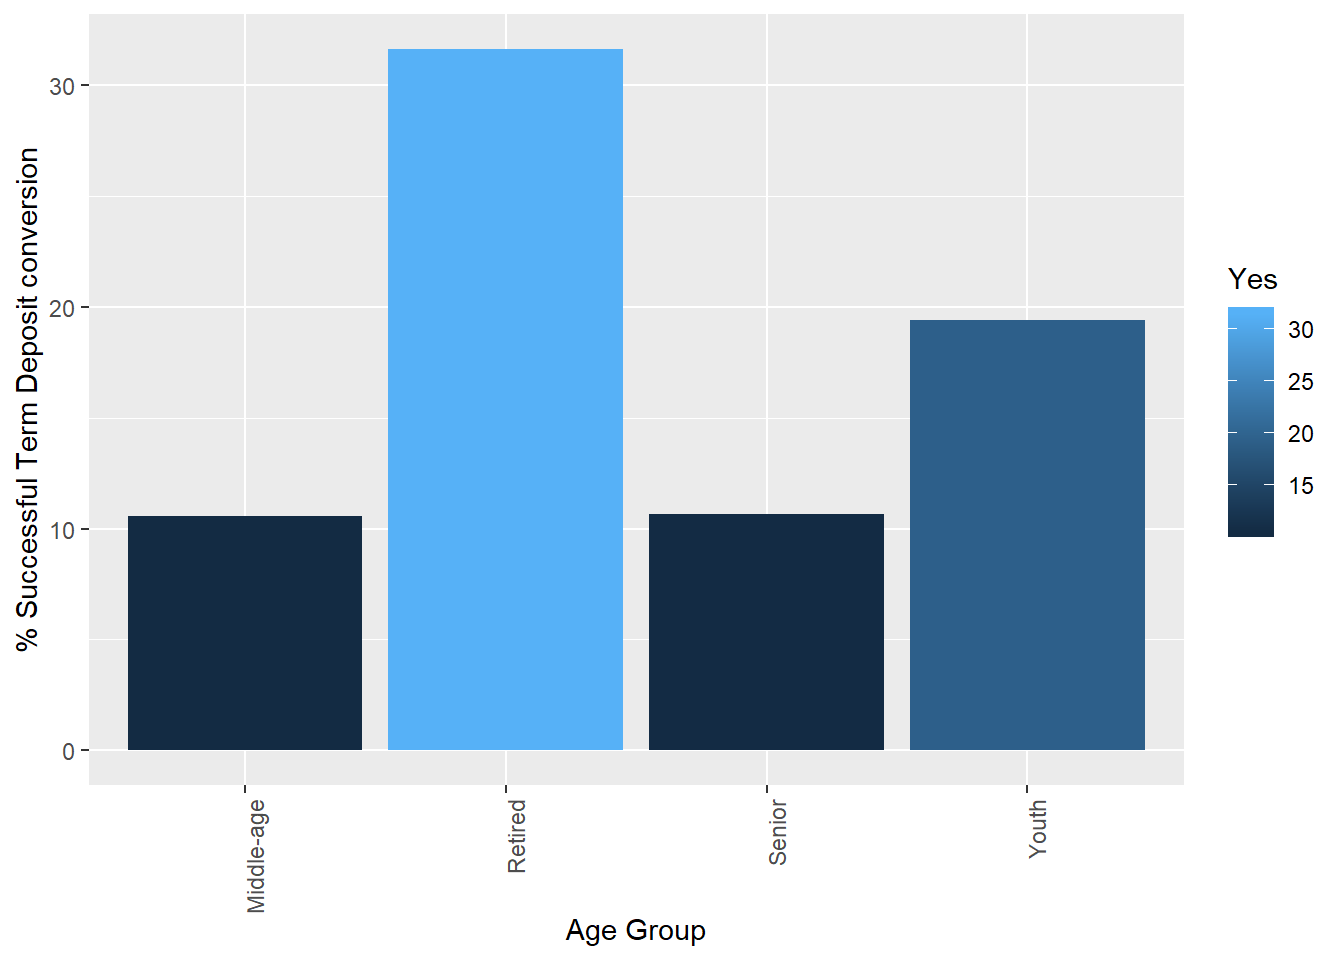 % Successful Term Deposit conversion
30
20
10
0
Middle-age
Retired
Senior
Youth
Age Group
Yes
30
25
20
15